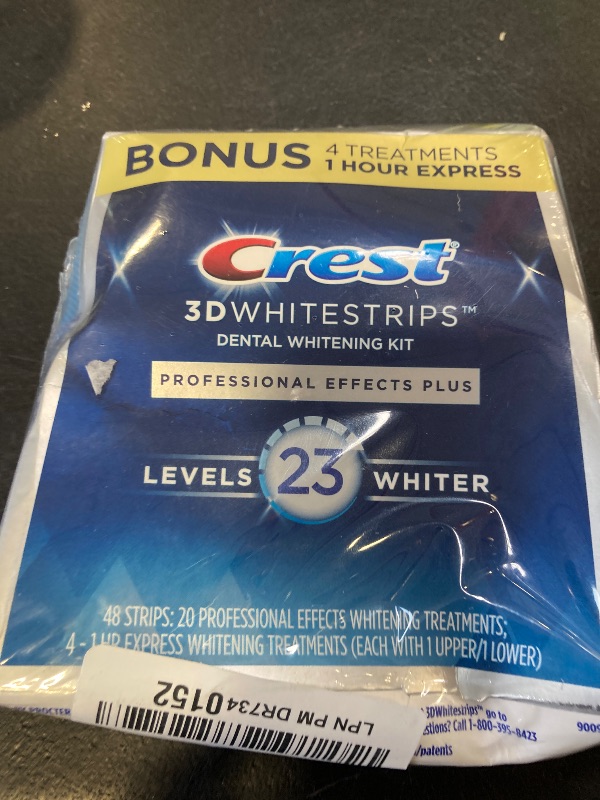 BONUS 4 TREATMENTS
1 HOUR EXPRESS
Crest®
3DWHITESTRIPS™
DENTAL WHITENING KIT
PROFESSIONAL EFFECTS PLUS
LEVELS 23 WHITER
48 STRIPS: 20 PROFESSIONAL EFFECTS WHITENING TREATMENTS;
4 - 1 HR EXPRESS WHITENING TREATMENTS (EACH WITH 1 UPPER/1 LOWER)
LPN PM DR7340152
PROCTER
3DWhitestrips™ go to
Call 1-800-395-8423
/patents